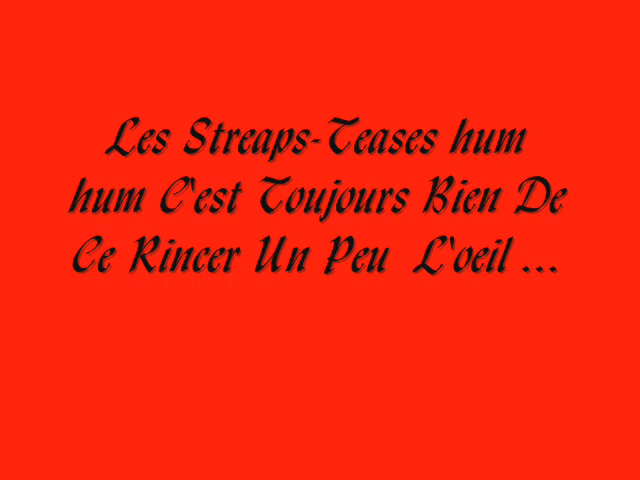 Les Streaps-Teases hum
hum C'est Toujours Bien De
Ce Rincer Un Peu L'oeil ...